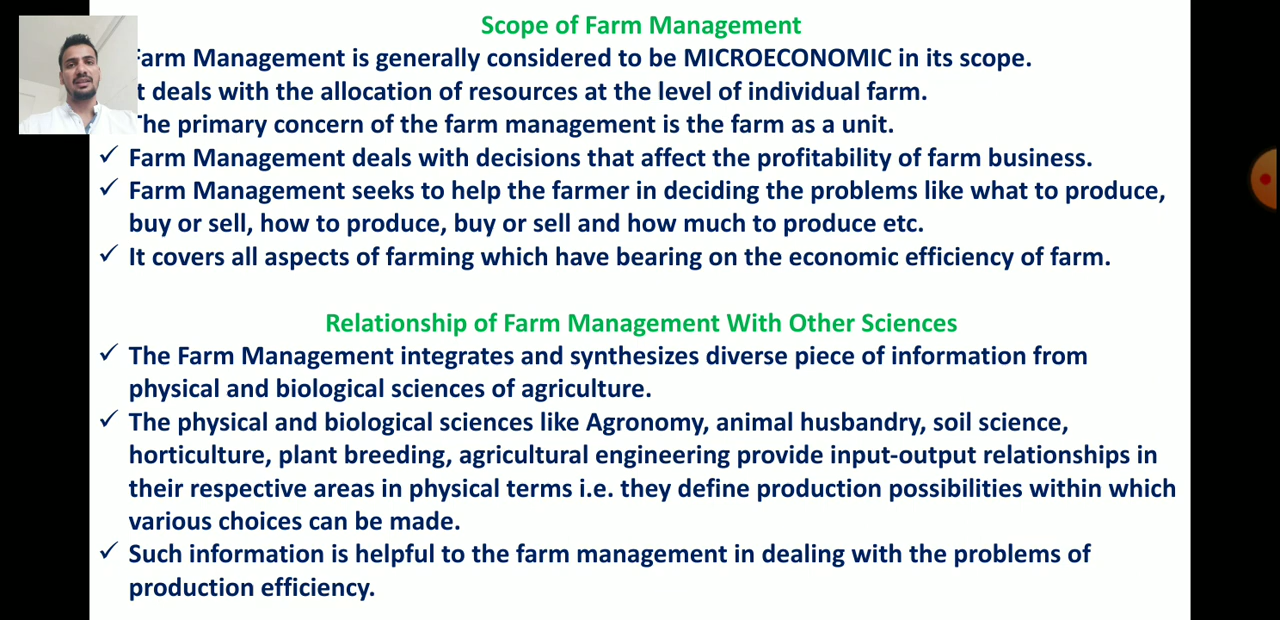 Scope of Farm Management
Farm Management is generally considered to be MICROECONOMIC in its scope.
t deals with the allocation of resources at the level of individual farm.
The primary concern of the farm management is the farm as a unit.
✓ Farm Management deals with decisions that affect the profitability of farm business.
✓ Farm Management seeks to help the farmer in deciding the problems like what to produce,
buy or sell, how to produce, buy or sell and how much to produce etc.
✓ It covers all aspects of farming which have bearing on the economic efficiency of farm.
Relationship of Farm Management With Other Sciences
✓ The Farm Management integrates and synthesizes diverse piece of information from
physical and biological sciences of agriculture.
✓ The physical and biological sciences like Agronomy, animal husbandry, soil science,
horticulture, plant breeding, agricultural engineering provide input-output relationships in
their respective areas in physical terms i.e. they define production possibilities within which
various choices can be made.
✓ Such information is helpful to the farm management in dealing with the problems of
production efficiency.